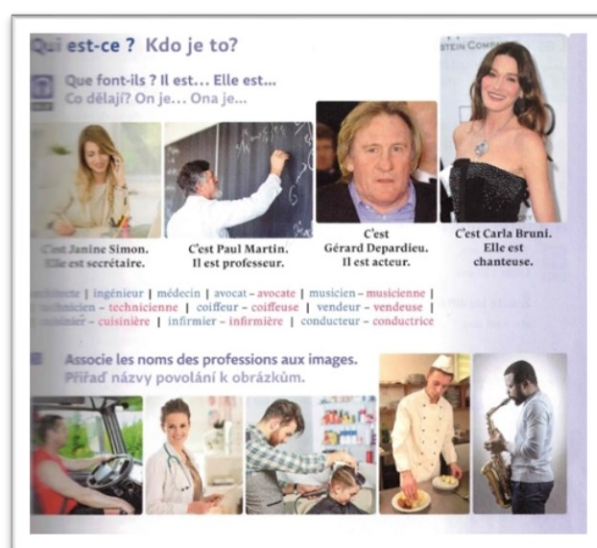 Qui est-ce ? Kdo je to?
Que font-ils ? Il est... Elle est...
Co dělají? On je... Ona je...
C'est Janine Simon.
Elle est secrétaire.
C'est Paul Martin.
Il est professeur.
C'est
Gérard Depardieu.
Il est acteur.
C'est Carla Bruni.
Elle est
chanteuse.
| ingénieur | médecin | avocat – avocate | musicien – musicienne |
technicien – technicienne | coiffeur – coiffeuse | vendeur – vendeuse |
cuisinier – cuisinière | infirmier – infirmière | conducteur – conductrice
Associe les noms des professions aux images.
Přiřaď názvy povolání k obrázkům.